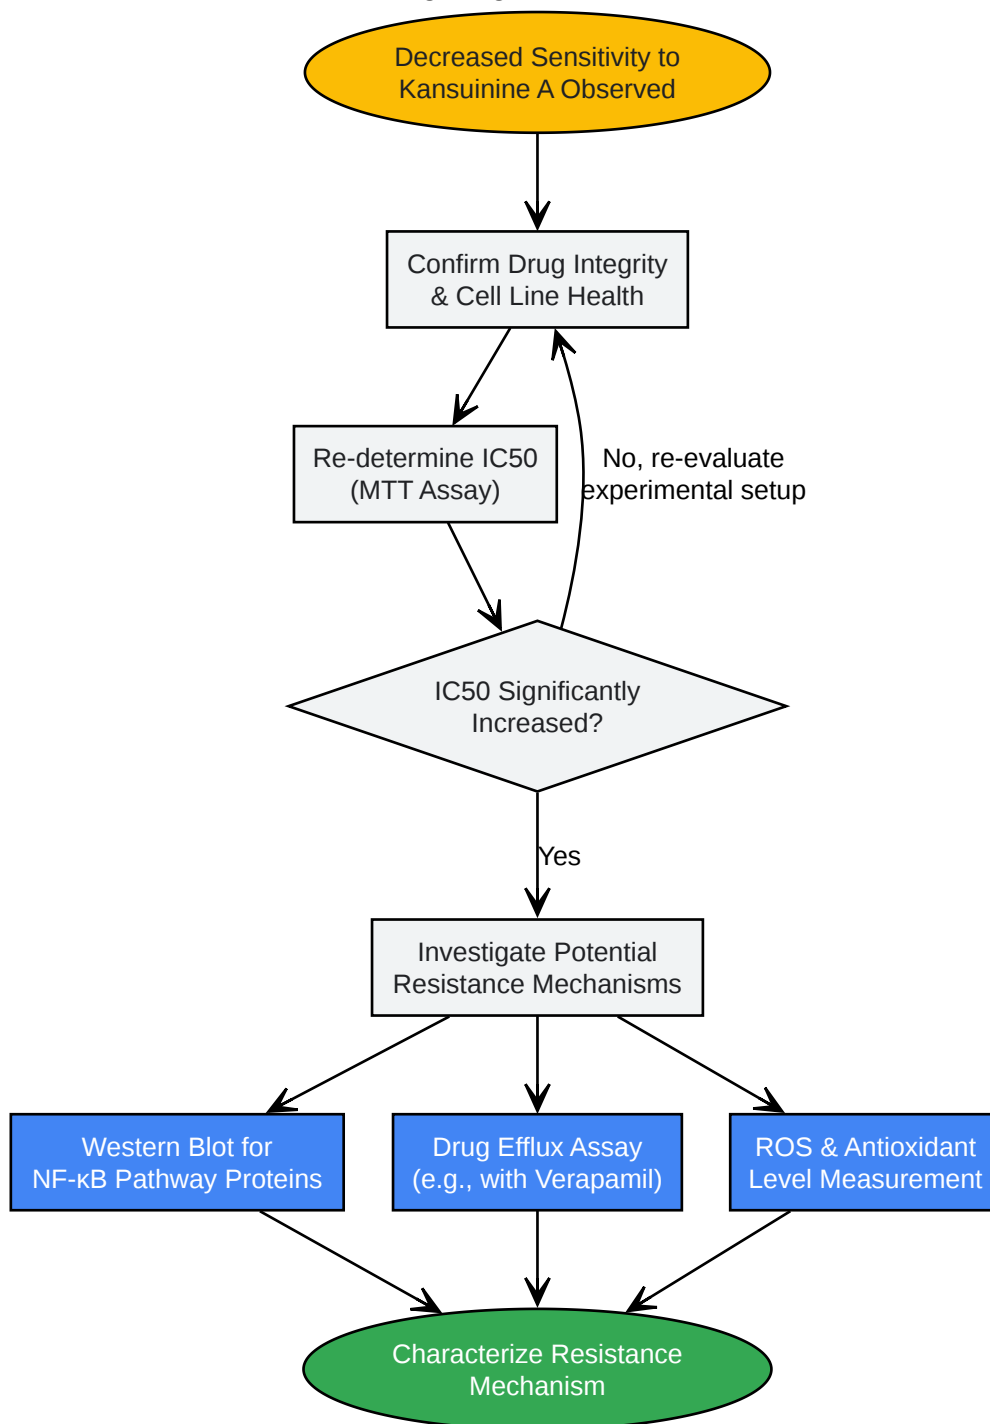 Decreased Sensitivity to
Kansuinine A Observed
Confirm Drug Integrity
& Cell Line Health
Re-determine IC50
(MTT Assay)
No, re-evaluate
experimental setup
IC50 Significantly
Increased?
Yes
Investigate Potential
Resistance Mechanisms
Western Blot for
NF-κB Pathway Proteins
Drug Efflux Assay
(e.g., with Verapamil)
ROS & Antioxidant
Level Measurement
Characterize Resistance
Mechanism